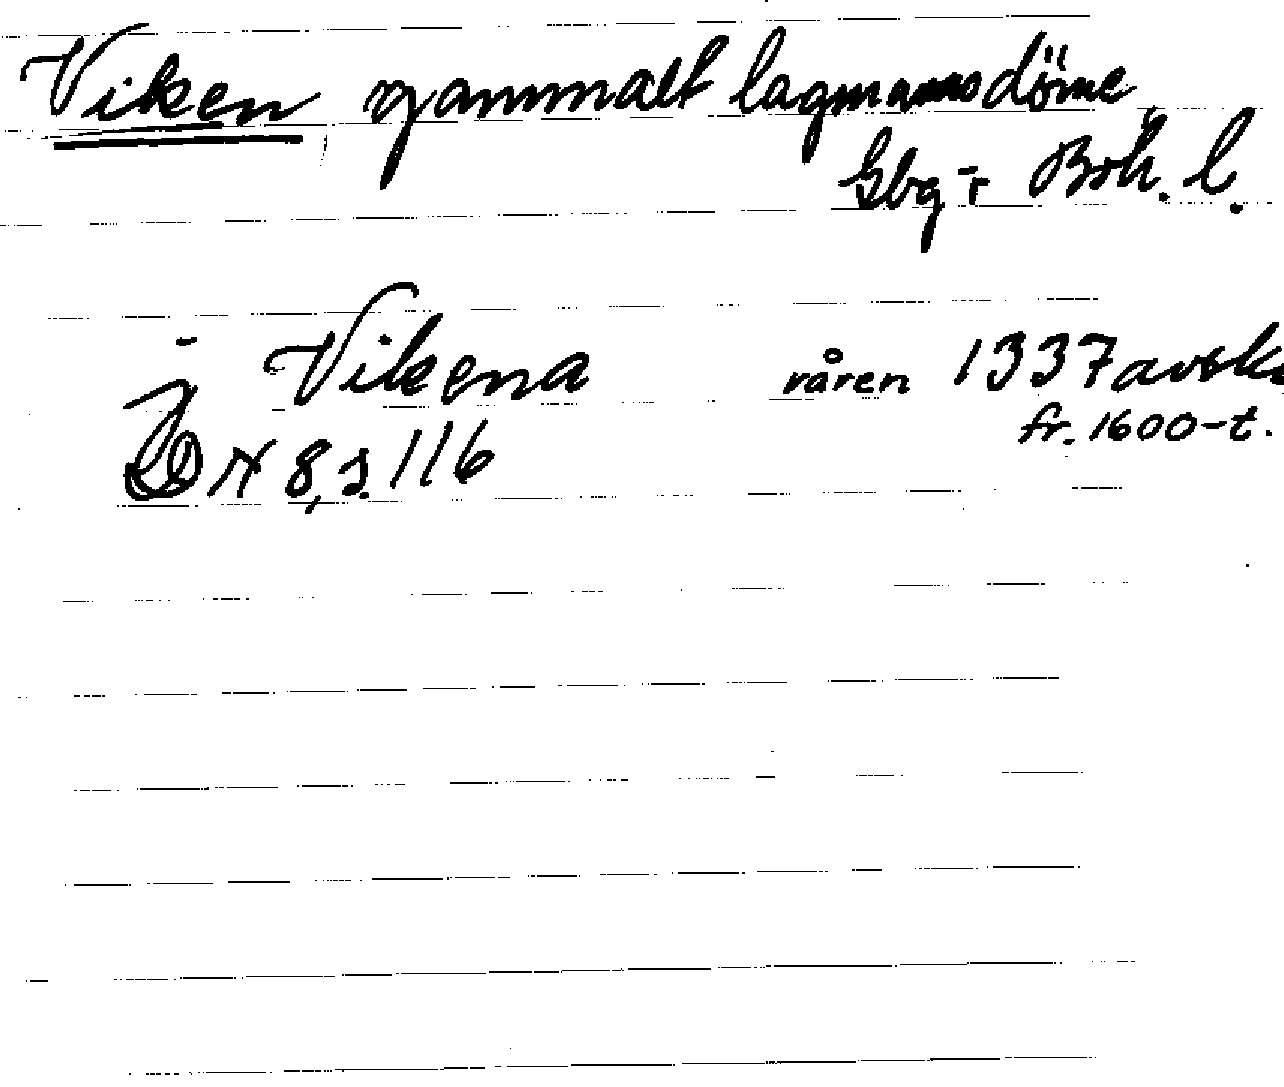 Viken, gammalt lagmansdöme,
Gbg- r Boh. l.
- Vikena våren 1337 avskr
fr. 1600-t.
DN 8, s. 116